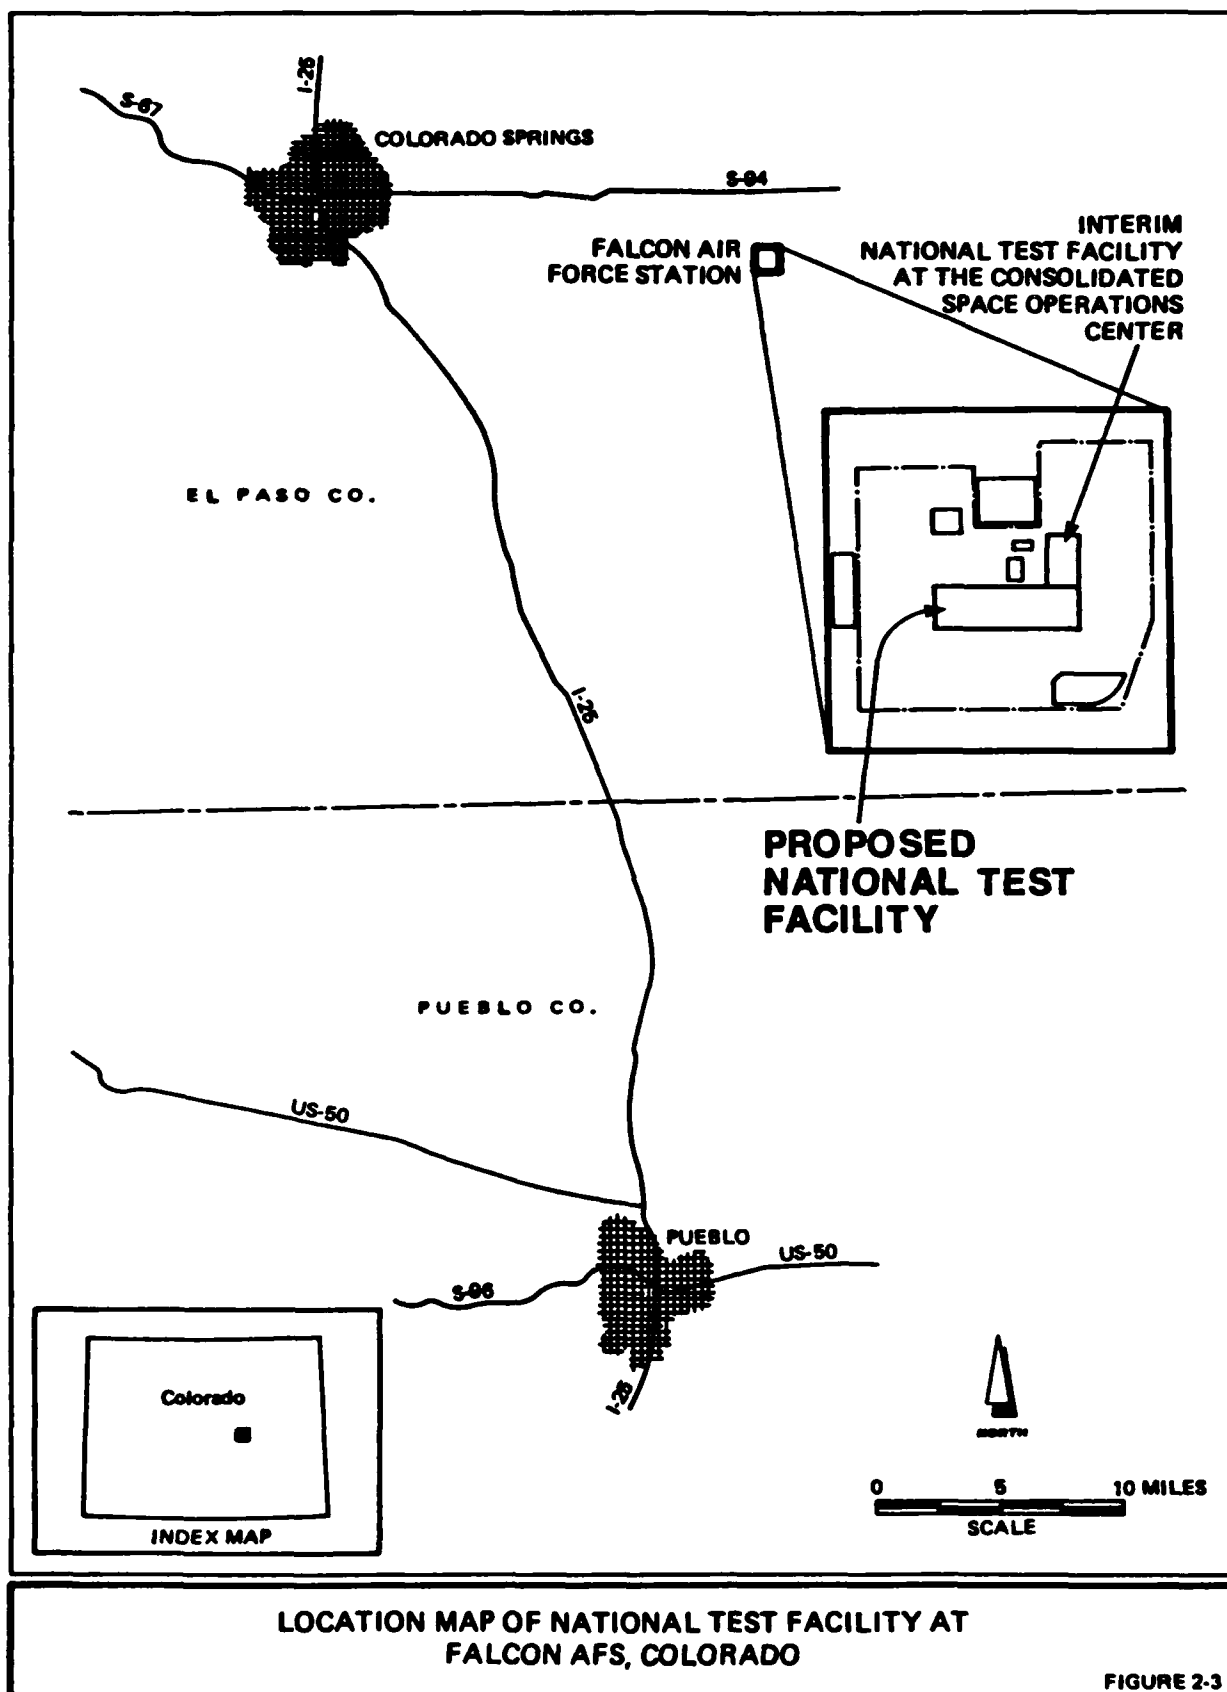 I-25
S-67
COLORADO SPRINGS
S-94
FALCON AIR
FORCE STATION
INTERIM
NATIONAL TEST FACILITY
AT THE CONSOLIDATED
SPACE OPERATIONS
CENTER
EL PASO CO.
I-25
PROPOSED
NATIONAL TEST
FACILITY
PUEBLO CO.
US-50
PUEBLO
US-50
S-96
I-25
Colorado
INDEX MAP
NORTH
0 5 10 MILES
SCALE
LOCATION MAP OF NATIONAL TEST FACILITY AT
FALCON AFS, COLORADO
FIGURE 2-3